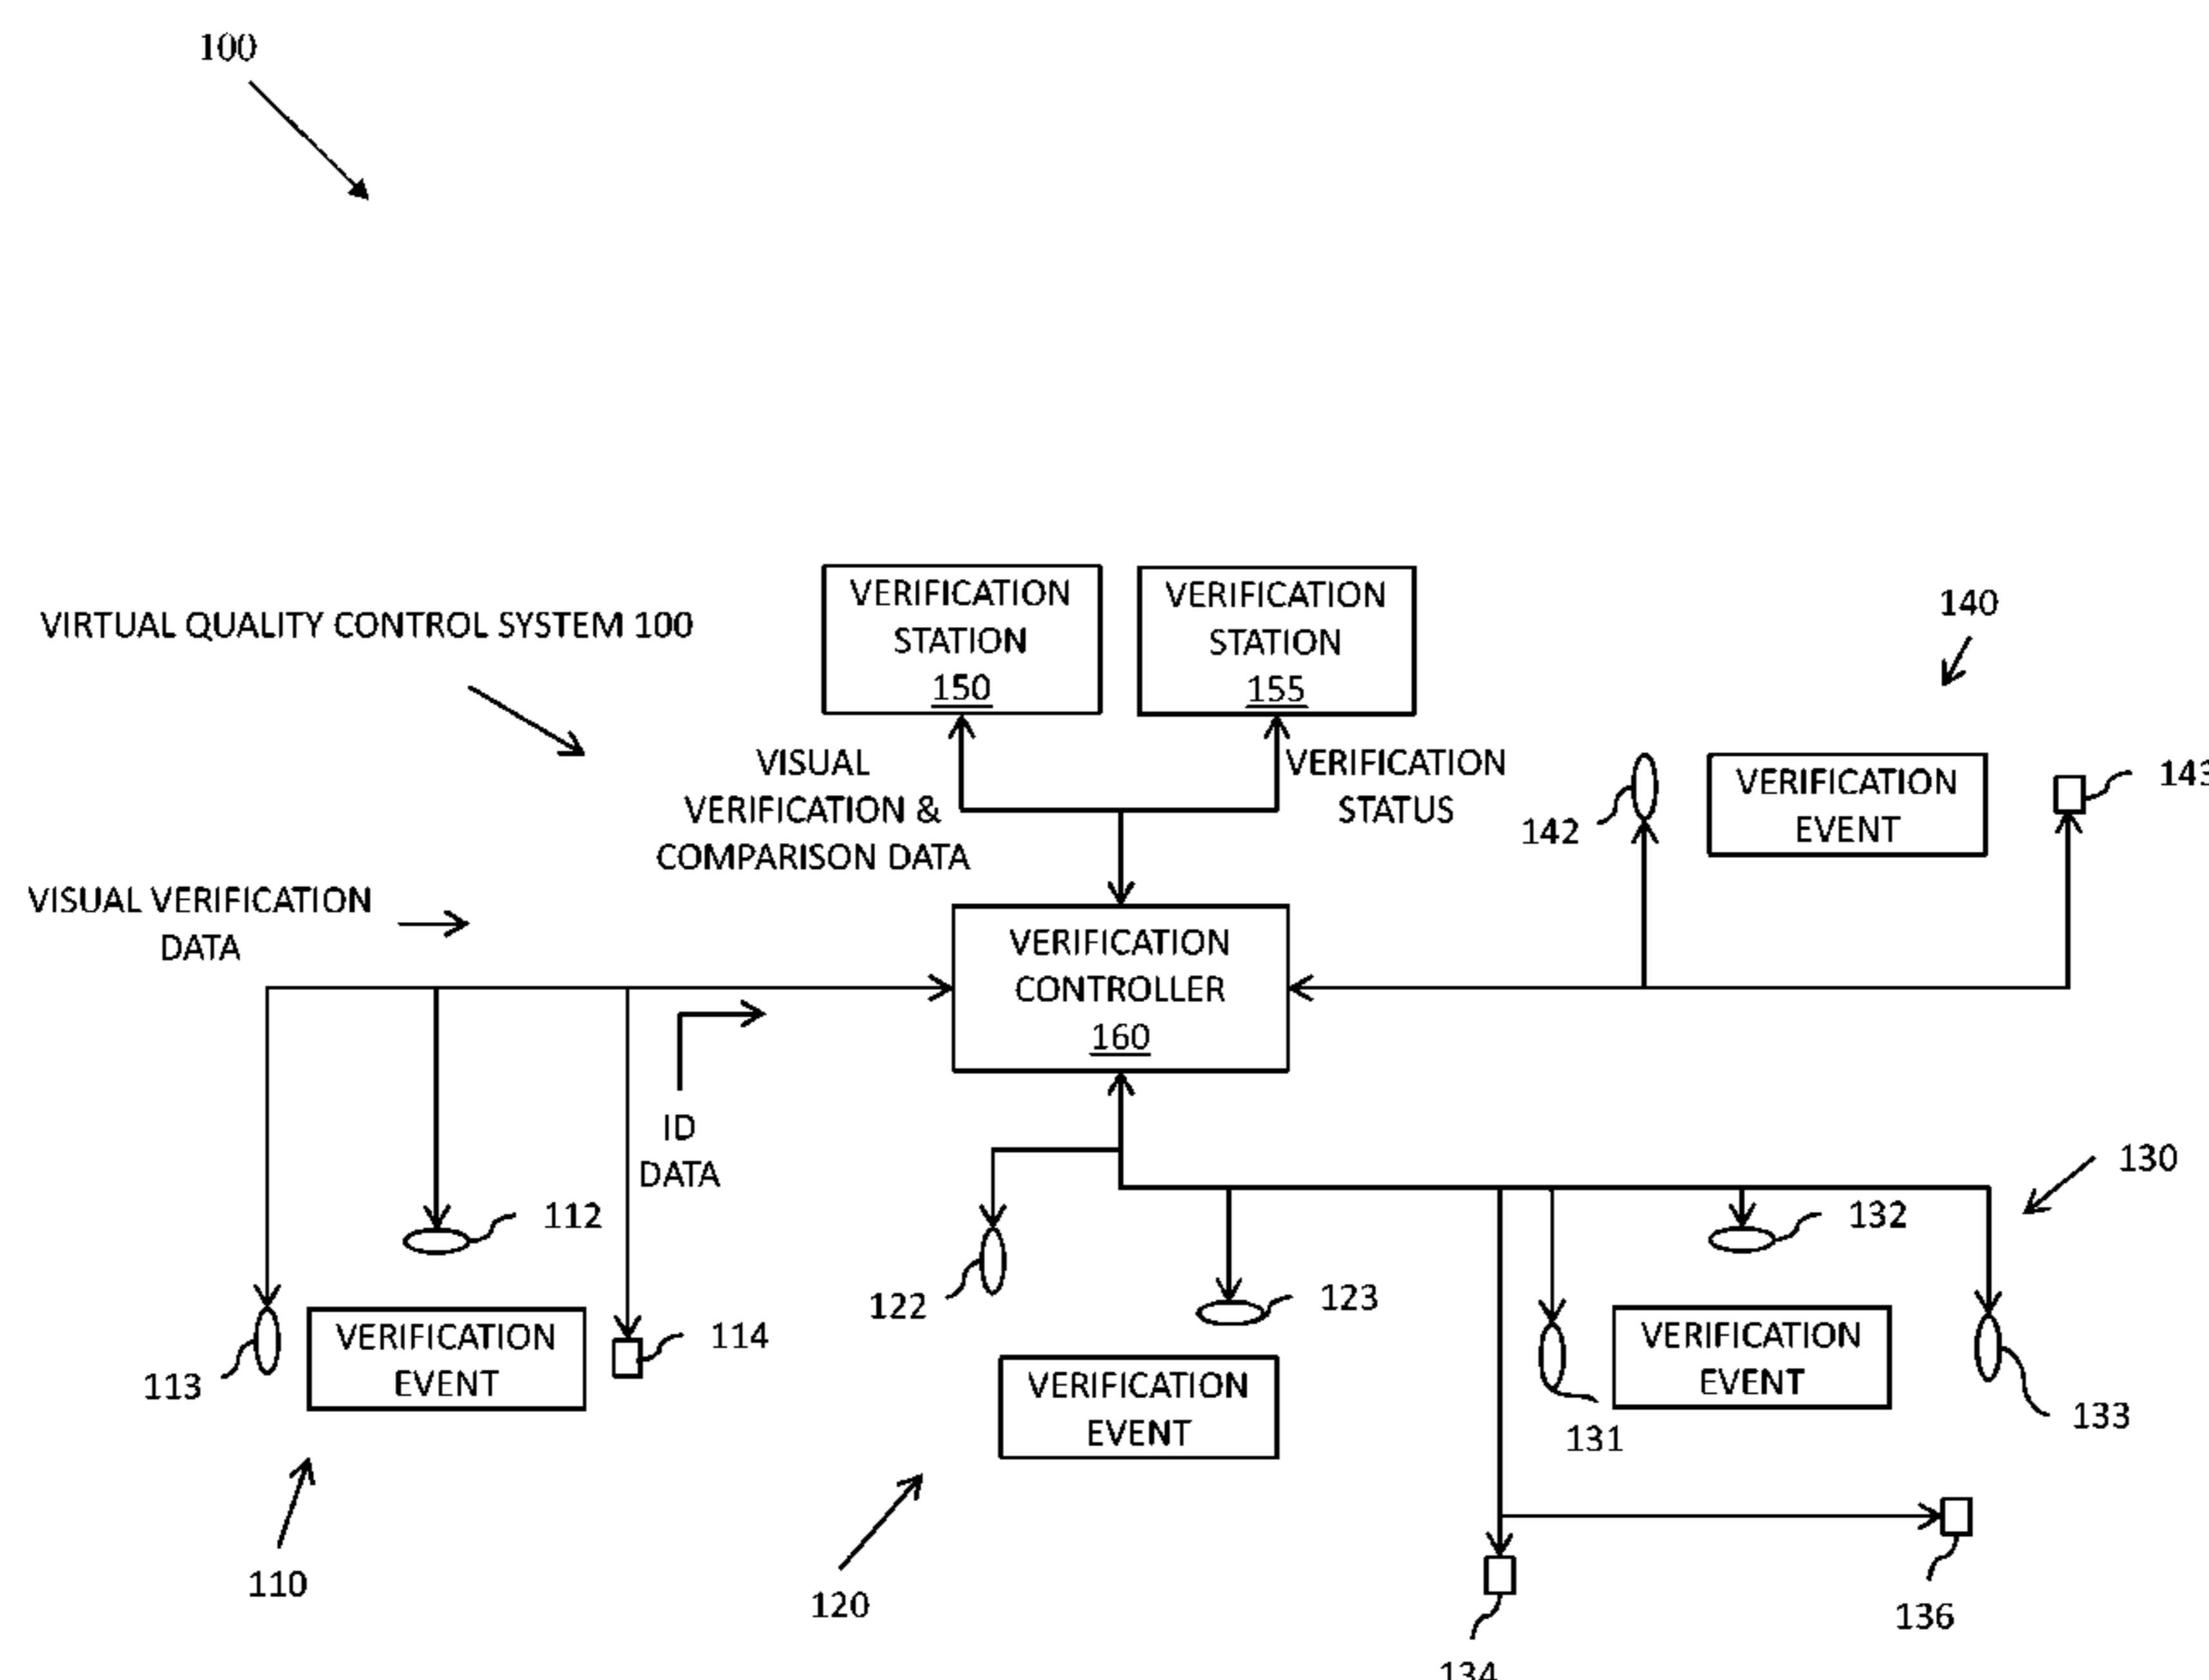 100
VIRTUAL QUALITY CONTROL SYSTEM 100
VERIFICATION
STATION
150
VERIFICATION
STATION
155
140
VISUAL
VERIFICATION &
COMPARISON DATA
VERIFICATION
STATUS
142
VERIFICATION
EVENT
143
VISUAL VERIFICATION
DATA
VERIFICATION
CONTROLLER
160
ID
DATA
130
112
132
122
123
113
VERIFICATION
EVENT
114
VERIFICATION
EVENT
131
VERIFICATION
EVENT
133
110
120
134
136